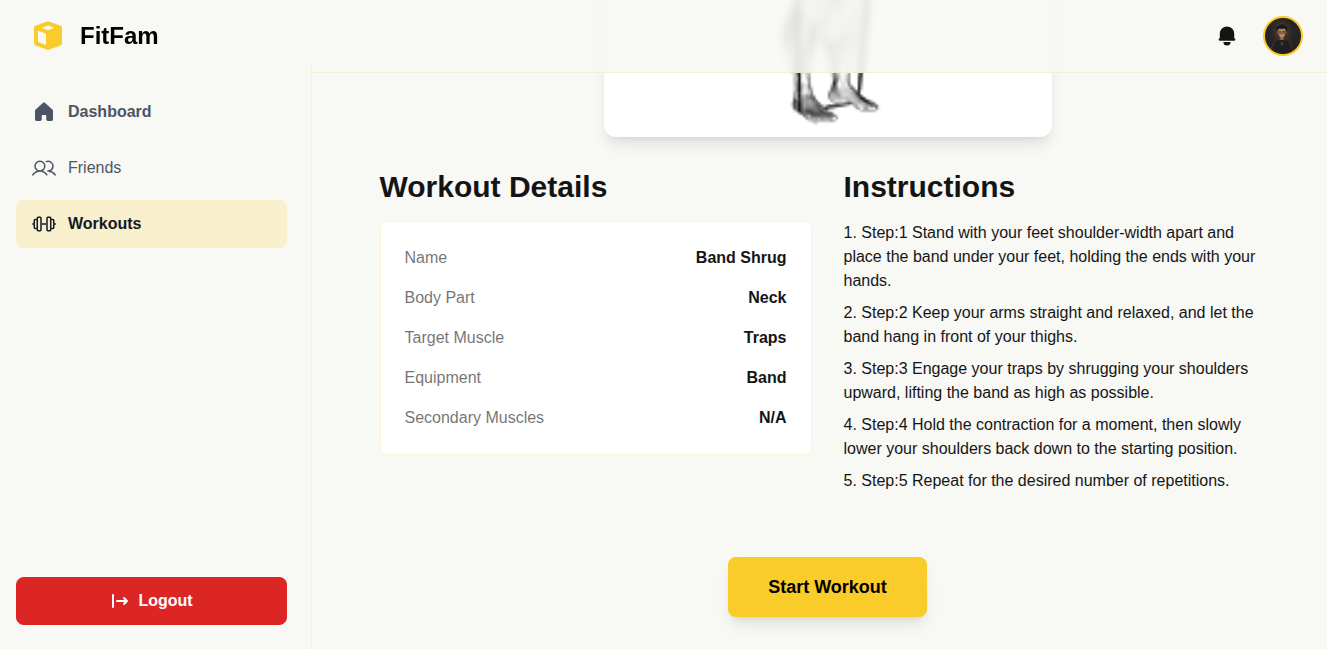 FitFam
Dashboard
Friends
Workouts
Logout
Workout Details
Name Band Shrug
Body Part Neck
Target Muscle Traps
Equipment Band
Secondary Muscles N/A
Instructions
1. Step:1 Stand with your feet shoulder-width apart and
place the band under your feet, holding the ends with your
hands.
2. Step:2 Keep your arms straight and relaxed, and let the
band hang in front of your thighs.
3. Step:3 Engage your traps by shrugging your shoulders
upward, lifting the band as high as possible.
4. Step:4 Hold the contraction for a moment, then slowly
lower your shoulders back down to the starting position.
5. Step:5 Repeat for the desired number of repetitions.
Start Workout